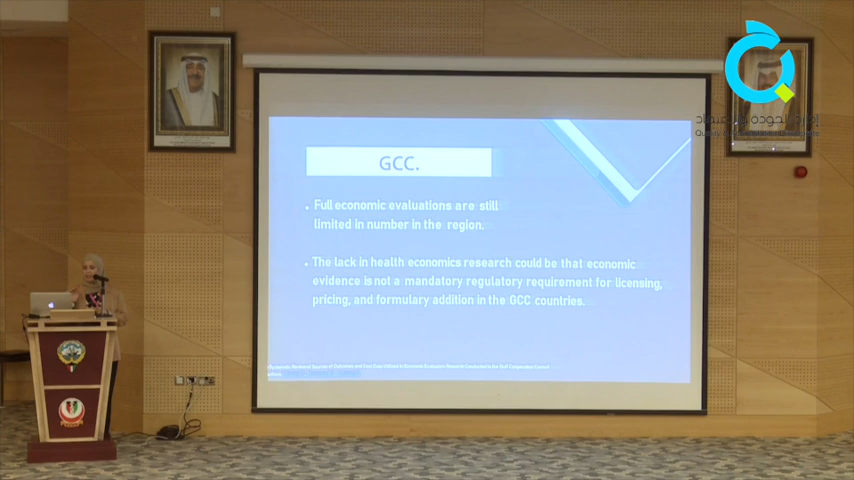 GCC.
. Full economic evaluations are still
limited in number in the region.
. The lack in health economics research could be that economic
evidence is not a mandatory regulatory requirement for licensing,
pricing, and formulary addition in the GCC countries.